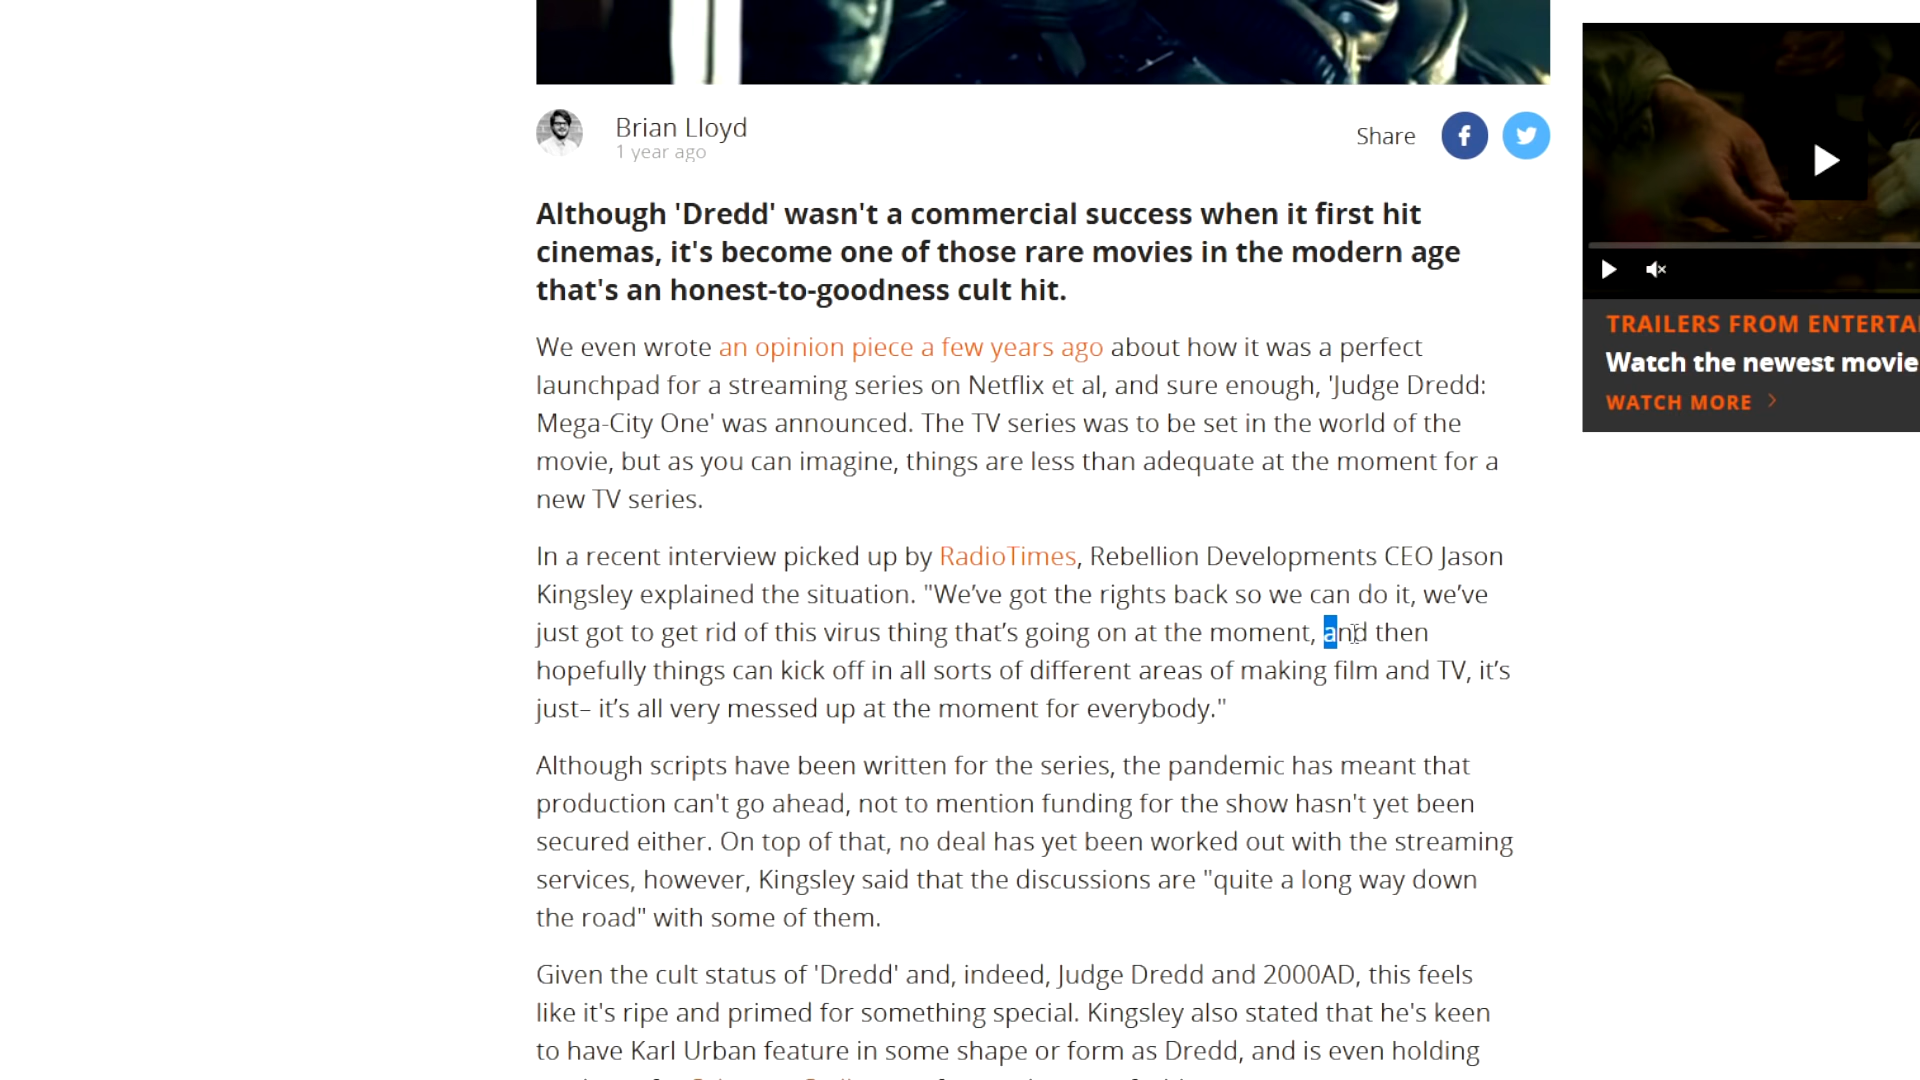 Brian Lloyd
1 year ago
Share
Although 'Dredd' wasn't a commercial success when it first hit
cinemas, it's become one of those rare movies in the modern age
that's an honest-to-goodness cult hit.
We even wrote an opinion piece a few years ago about how it was a perfect
launchpad for a streaming series on Netflix et al, and sure enough, 'Judge Dredd:
Mega-City One' was announced. The TV series was to be set in the world of the
movie, but as you can imagine, things are less than adequate at the moment for a
new TV series.
In a recent interview picked up by RadioTimes, Rebellion Developments CEO Jason
Kingsley explained the situation. "We’ve got the rights back so we can do it, we’ve
just got to get rid of this virus thing that’s going on at the moment, and then
hopefully things can kick off in all sorts of different areas of making film and TV, it’s
just– it’s all very messed up at the moment for everybody."
Although scripts have been written for the series, the pandemic has meant that
production can't go ahead, not to mention funding for the show hasn't yet been
secured either. On top of that, no deal has yet been worked out with the streaming
services, however, Kingsley said that the discussions are "quite a long way down
the road" with some of them.
Given the cult status of 'Dredd' and, indeed, Judge Dredd and 2000AD, this feels
like it's ripe and primed for something special. Kingsley also stated that he's keen
to have Karl Urban feature in some shape or form as Dredd, and is even holding
TRAILERS FROM ENTERTA
Watch the newest movie
WATCH MORE